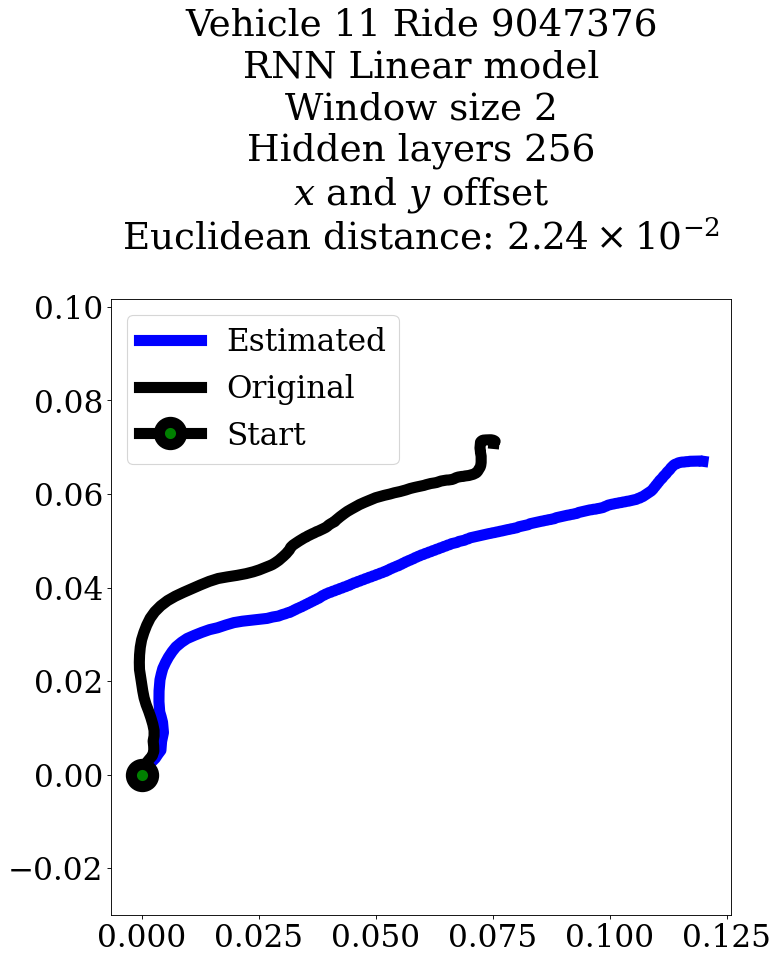 Vehicle 11 Ride 9047376
RNN Linear model
Window size 2
Hidden layers 256
x and y offset
Euclidean distance: 2.24 × 10⁻²
0.10
0.08
0.06
0.04
0.02
0.00
−0.02
Estimated
Original
Start
0.000 0.025 0.050 0.075 0.100 0.125